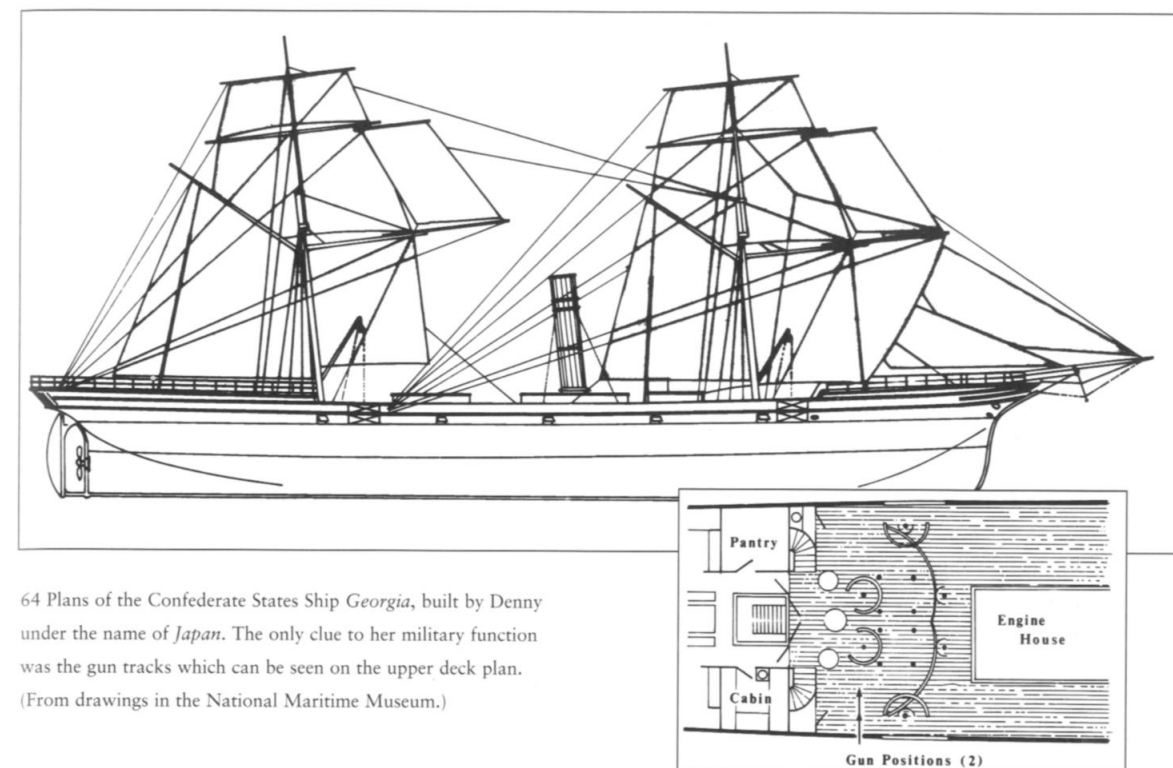 Pantry
Engine
House
Cabin
Gun Positions (2)
64 Plans of the Confederate States Ship Georgia, built by Denny
under the name of Japan. The only clue to her military function
was the gun tracks which can be seen on the upper deck plan.
(From drawings in the National Maritime Museum.)